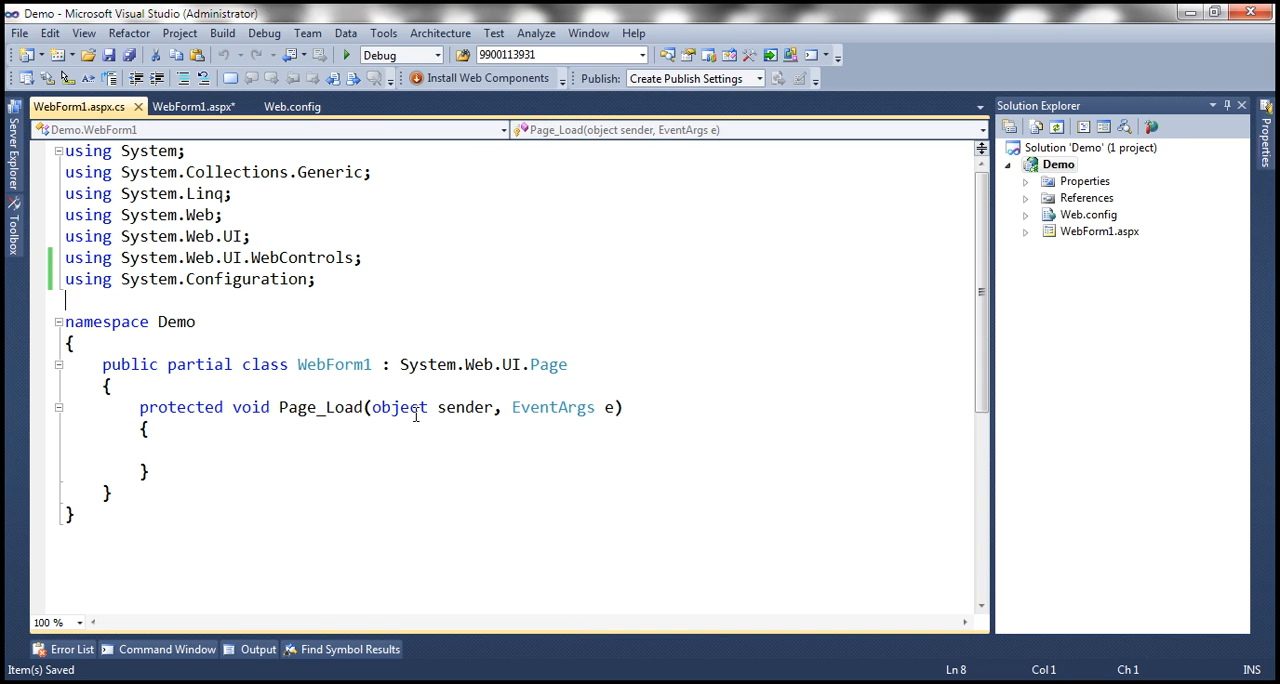 Demo - Microsoft Visual Studio (Administrator)
File Edit View Refactor Project Build Debug Team Data Tools Architecture Test Analyze Window Help
Debug 9900113931
Install Web Components Publish: Create Publish Settings
WebForm1.aspx.cs WebForm1.aspx* Web.config
Demo.WebForm1 Page_Load(object sender, EventArgs e)
using System;
using System.Collections.Generic;
using System.Linq;
using System.Web;
using System.Web.UI;
using System.Web.UI.WebControls;
using System.Configuration;
namespace Demo
{
public partial class WebForm1 : System.Web.UI.Page
{
protected void Page_Load(object sender, EventArgs e)
{
}
}
}
100 %
Server Explorer
Toolbox
Solution Explorer
Solution 'Demo' (1 project)
Demo
Properties
References
Web.config
WebForm1.aspx
Properties
Error List Command Window Output Find Symbol Results
Item(s) Saved Ln 8 Col 1 Ch 1 INS